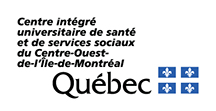 Centre intégré
universitaire de santé
et de services sociaux
du Centre-Ouest-
de-l'Île-de-Montréal
Québec